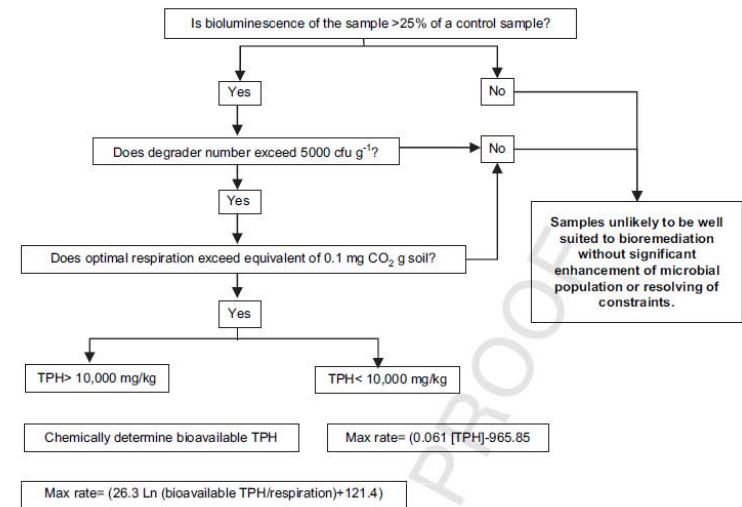 Is bioluminescence of the sample >25% of a control sample?
Yes
No
Does degrader number exceed 5000 cfu g⁻¹?
No
Yes
Does optimal respiration exceed equivalent of 0.1 mg CO₂ g soil?
Samples unlikely to be well
suited to bioremediation
without significant
enhancement of microbial
population or resolving of
constraints.
Yes
TPH> 10,000 mg/kg
TPH< 10,000 mg/kg
Chemically determine bioavailable TPH
Max rate= (0.061 [TPH]-965.85
Max rate= (26.3 Ln (bioavailable TPH/respiration)+121.4)
PROOF